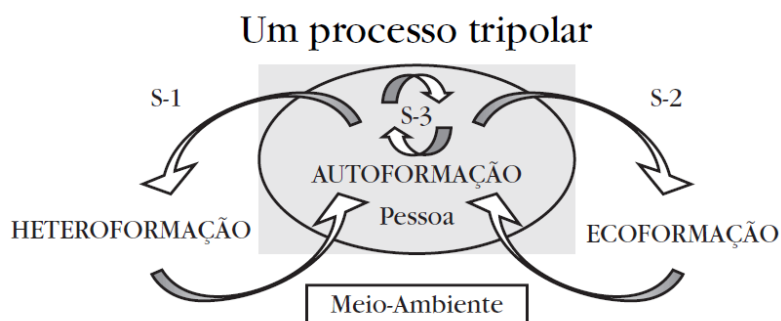 Um processo tripolar
S-1
S-3
S-2
AUTOFORMAÇÃO
Pessoa
HETEROFORMAÇÃO
ECOFORMAÇÃO
Meio-Ambiente